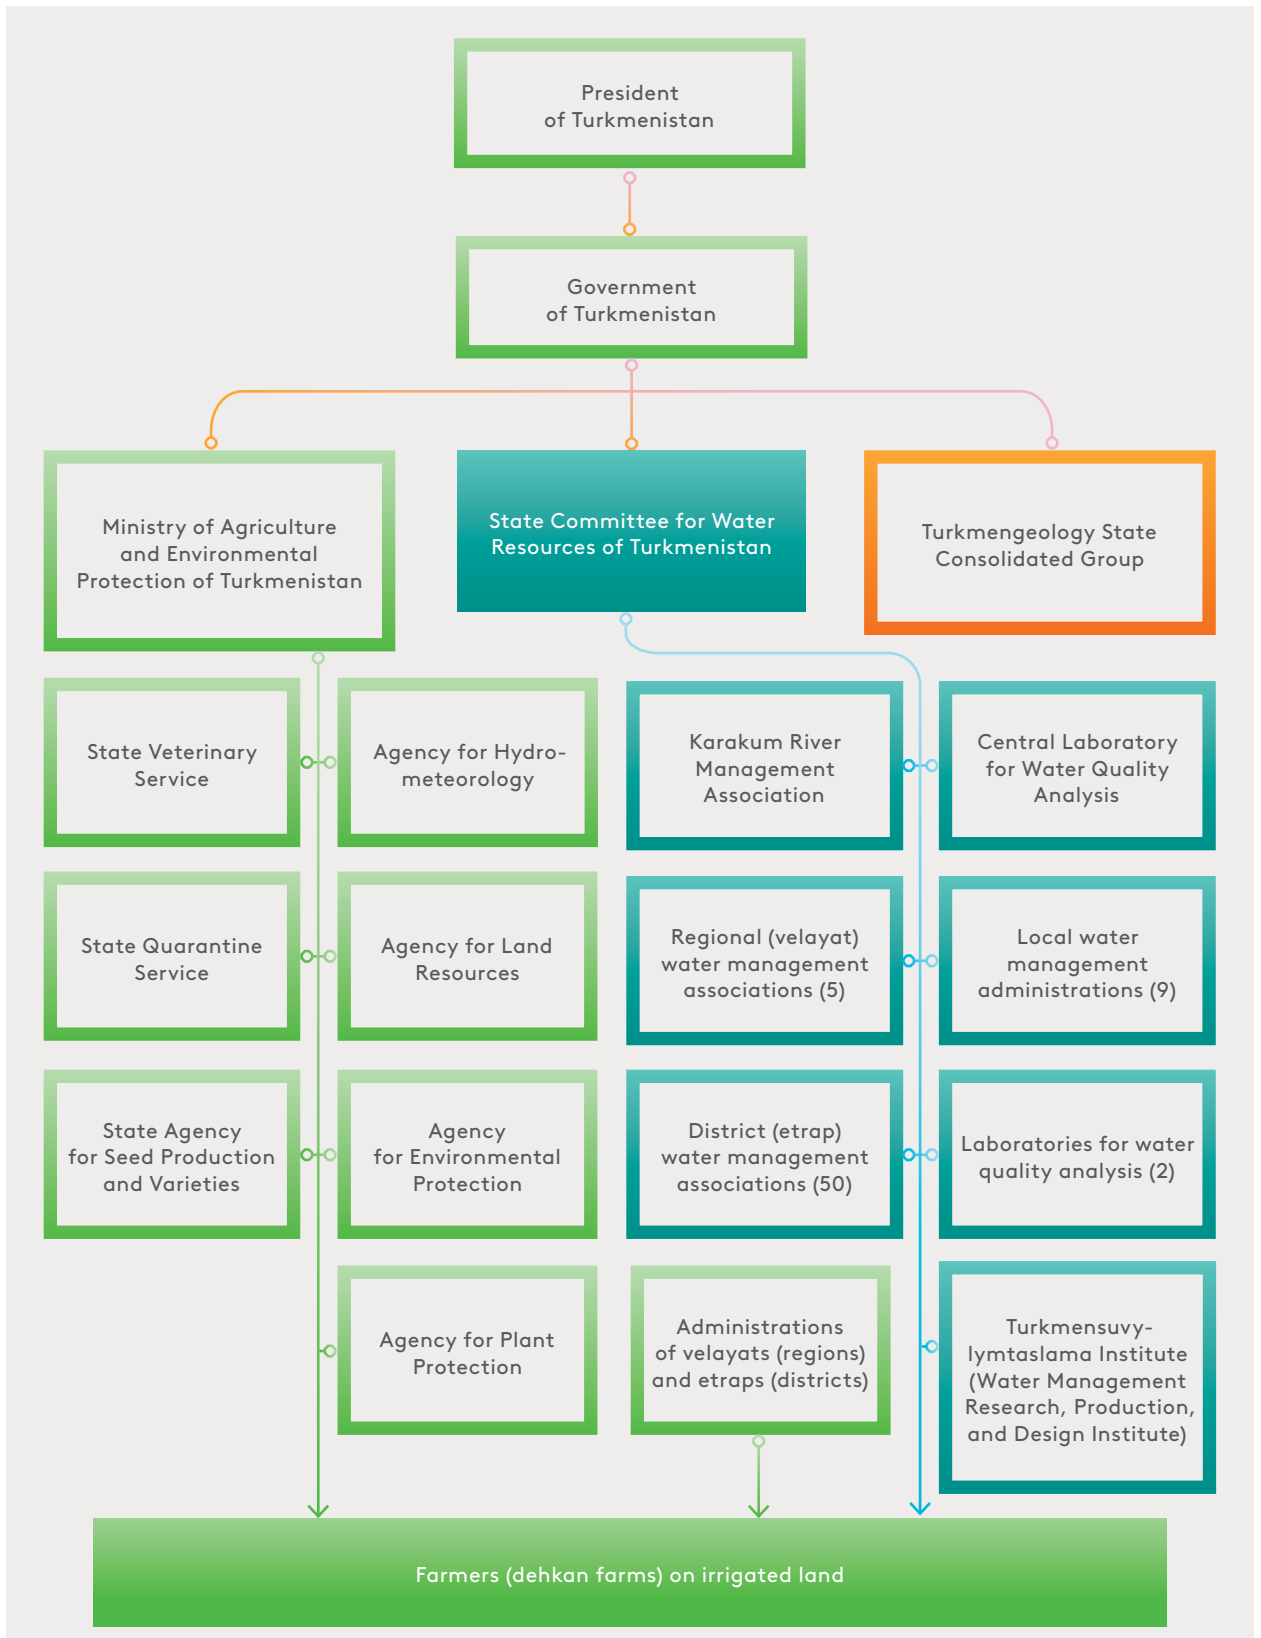 President
of Turkmenistan
Government
of Turkmenistan
Ministry of Agriculture
and Environmental
Protection of Turkmenistan
State Committee for Water
Resources of Turkmenistan
Turkmengeology State
Consolidated Group
State Veterinary
Service
Agency for Hydro-
meteorology
Karakum River
Management
Association
Central Laboratory
for Water Quality
Analysis
State Quarantine
Service
Agency for Land
Resources
Regional (velayat)
water management
associations (5)
Local water
management
administrations (9)
State Agency
for Seed Production
and Varieties
Agency
for Environmental
Protection
District (etrap)
water management
associations (50)
Laboratories for water
quality analysis (2)
Agency for Plant
Protection
Administrations
of velayats (regions)
and etraps (districts)
Turkmensuvy-
lymtaslama Institute
(Water Management
Research, Production,
and Design Institute)
Farmers (dehkan farms) on irrigated land